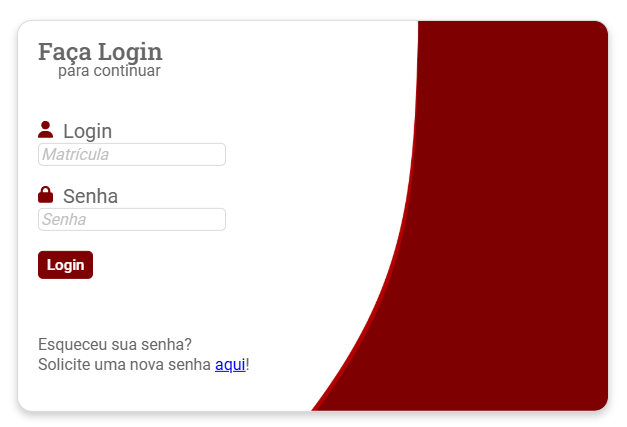 Faça Login
para continuar
Login
Matrícula
Senha
Senha
Login
Esqueceu sua senha?
Solicite uma nova senha aqui!